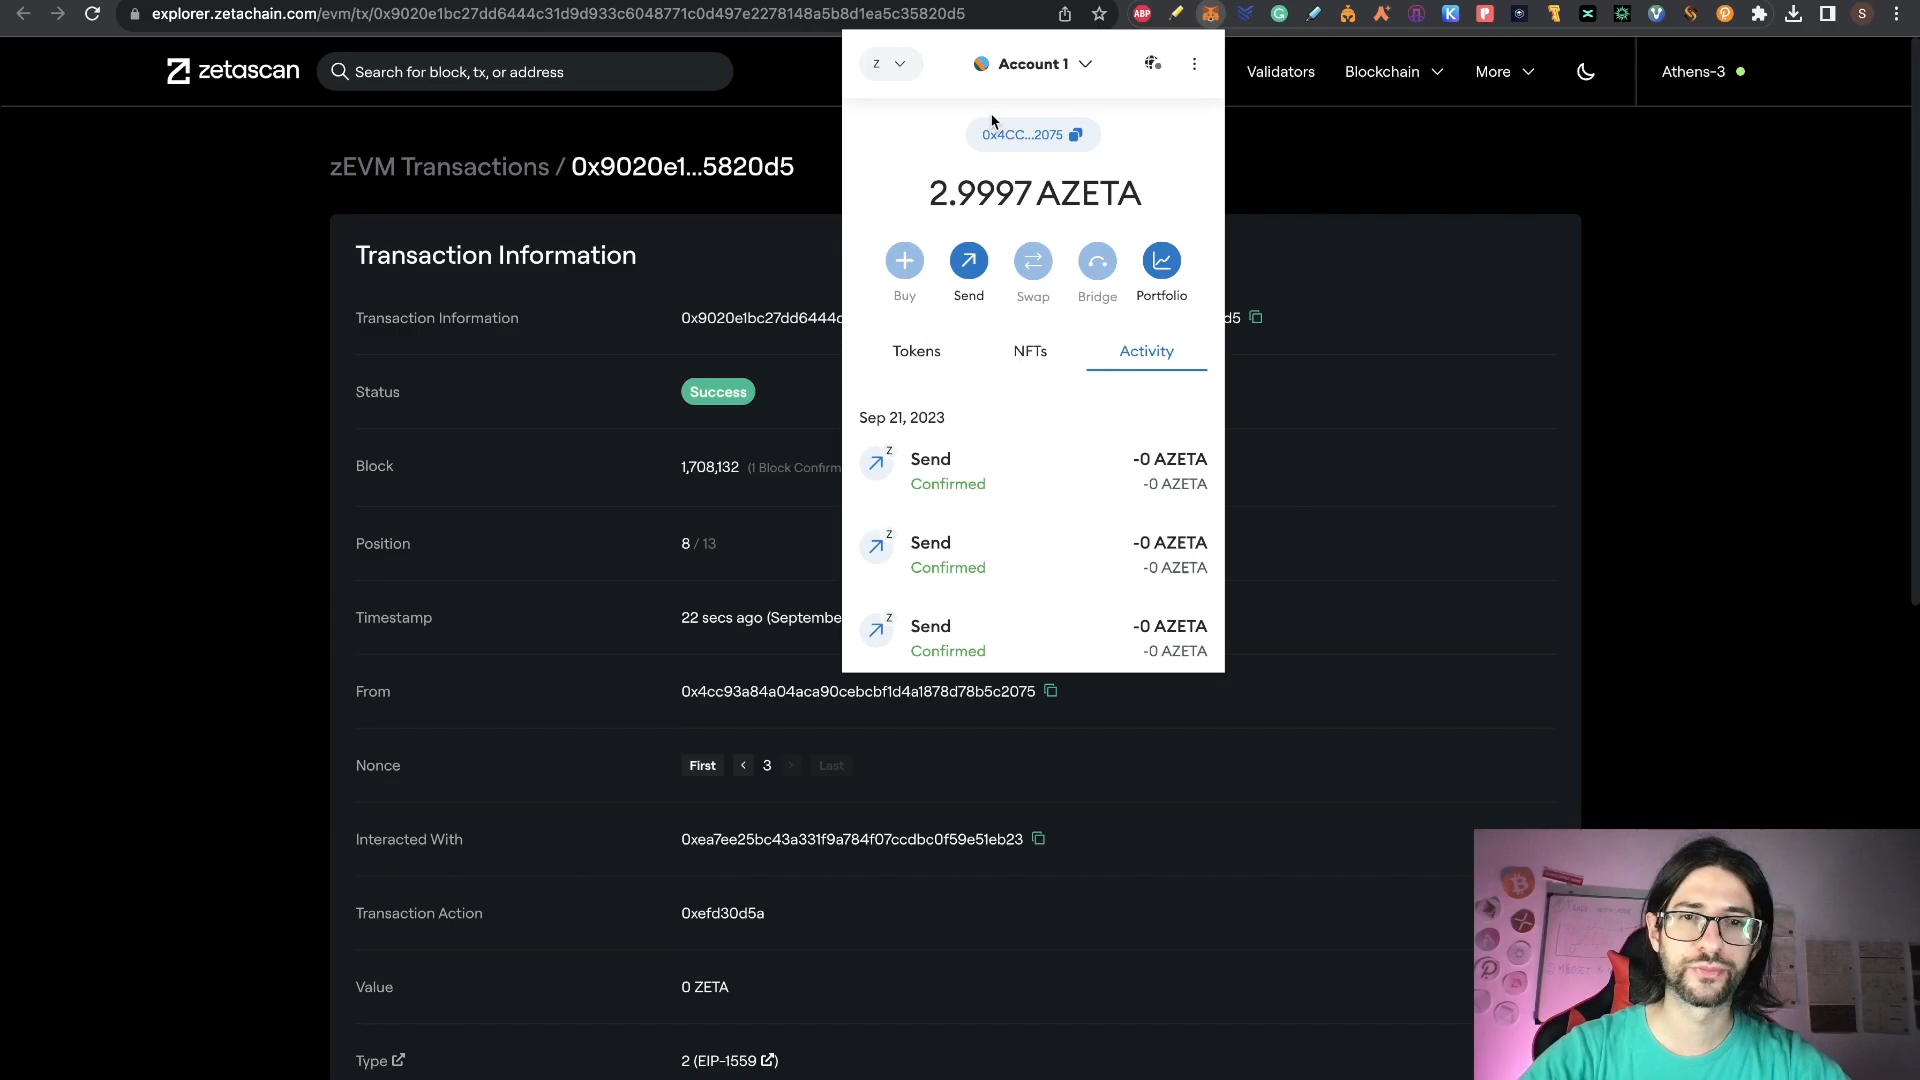 explorer.zetachain.com/evm/tx/0x9020e1bc27dd6444c31d9d933c6048771c0d497e2278148a5b8d1ea5c35820d5
ABP
zetascan
Search for block, tx, or address
Validators
Blockchain
More
Athens-3
Z
Account 1
0x4CC...2075
2.9997 AZETA
Buy
Send
Swap
Bridge
Portfolio
Tokens
NFTs
Activity
Sep 21, 2023
Z
Send
-0 AZETA
Confirmed
-0 AZETA
Z
Send
-0 AZETA
Confirmed
-0 AZETA
Z
Send
-0 AZETA
Confirmed
-0 AZETA
zEVM Transactions / 0x9020e1...5820d5
Transaction Information
Transaction Information
0x9020e1bc27dd6444c
d5
Status
Success
Block
1,708,132 (1 Block Confirm
Position
8 / 13
Timestamp
22 secs ago (Septembe
From
0x4cc93a84a04aca90cebcbf1d4a1878d78b5c2075
Nonce
First < 3 > Last
Interacted With
0xea7ee25bc43a331f9a784f07ccdbc0f59e51eb23
Transaction Action
0xefd30d5a
Value
0 ZETA
Type
2 (EIP-1559)